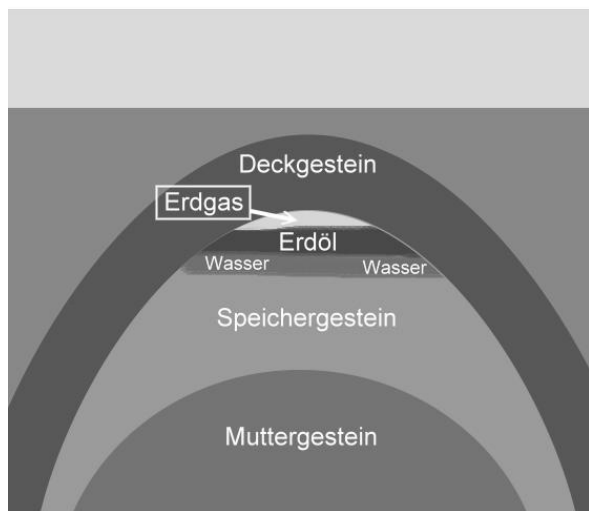 Deckgestein
Erdgas
Erdöl
Wasser
Wasser
Speichergestein
Muttergestein